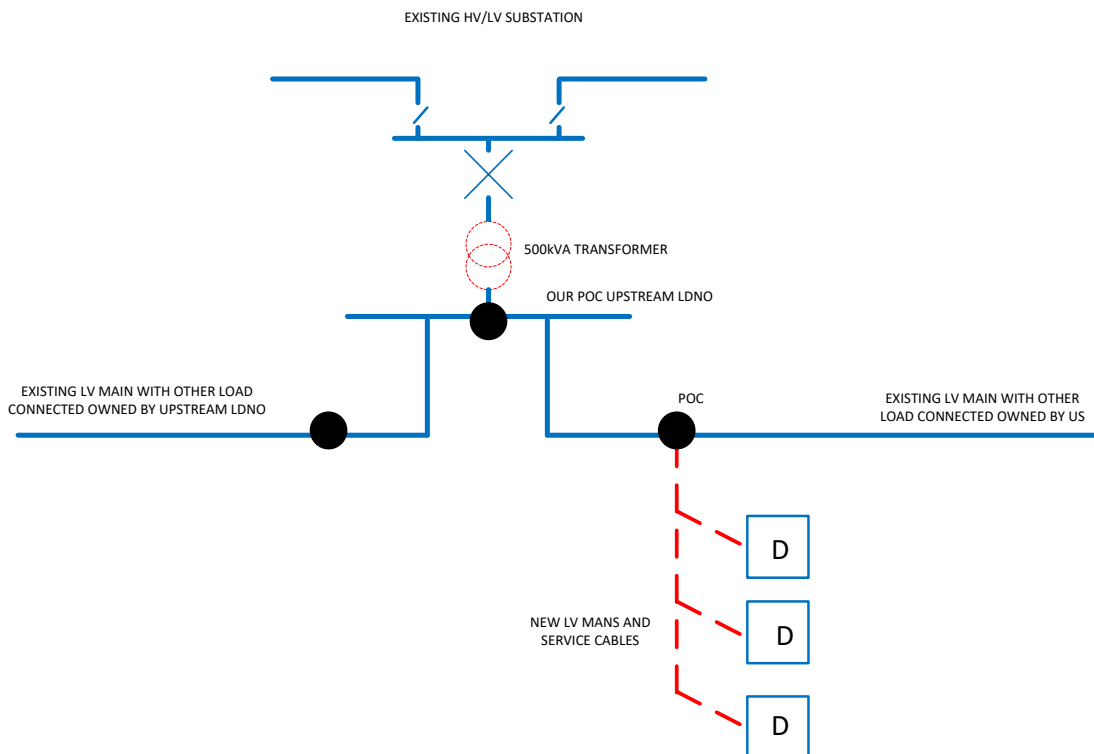 EXISTING HV/LV SUBSTATION
500kVA TRANSFORMER
OUR POC UPSTREAM LDNO
EXISTING LV MAIN WITH OTHER LOAD
CONNECTED OWNED BY UPSTREAM LDNO
POC
EXISTING LV MAIN WITH OTHER
LOAD CONNECTED OWNED BY US
D
NEW LV MANS AND
SERVICE CABLES
D
D